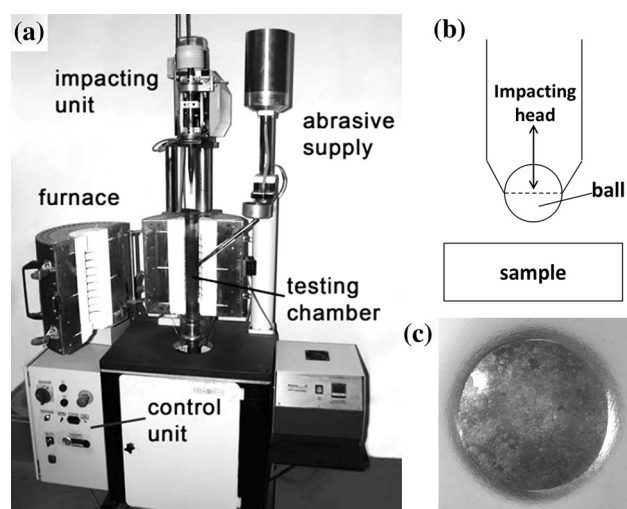 (a)
impacting
unit
abrasive
supply
furnace
testing
chamber
control
unit
(b)
Impacting
head
ball
sample
(c)